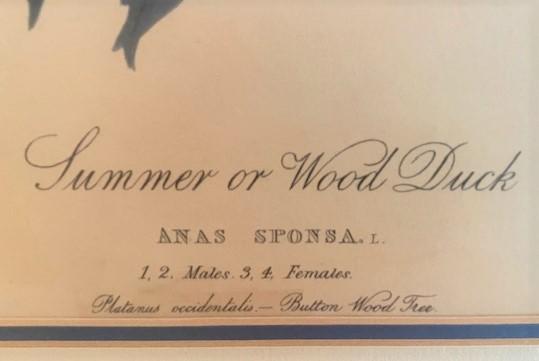 Summer or Wood Duck
ANAS SPONSA. L.
1, 2. Males. 3, 4. Females.
Platanus occidentalis.— Button Wood Tree.